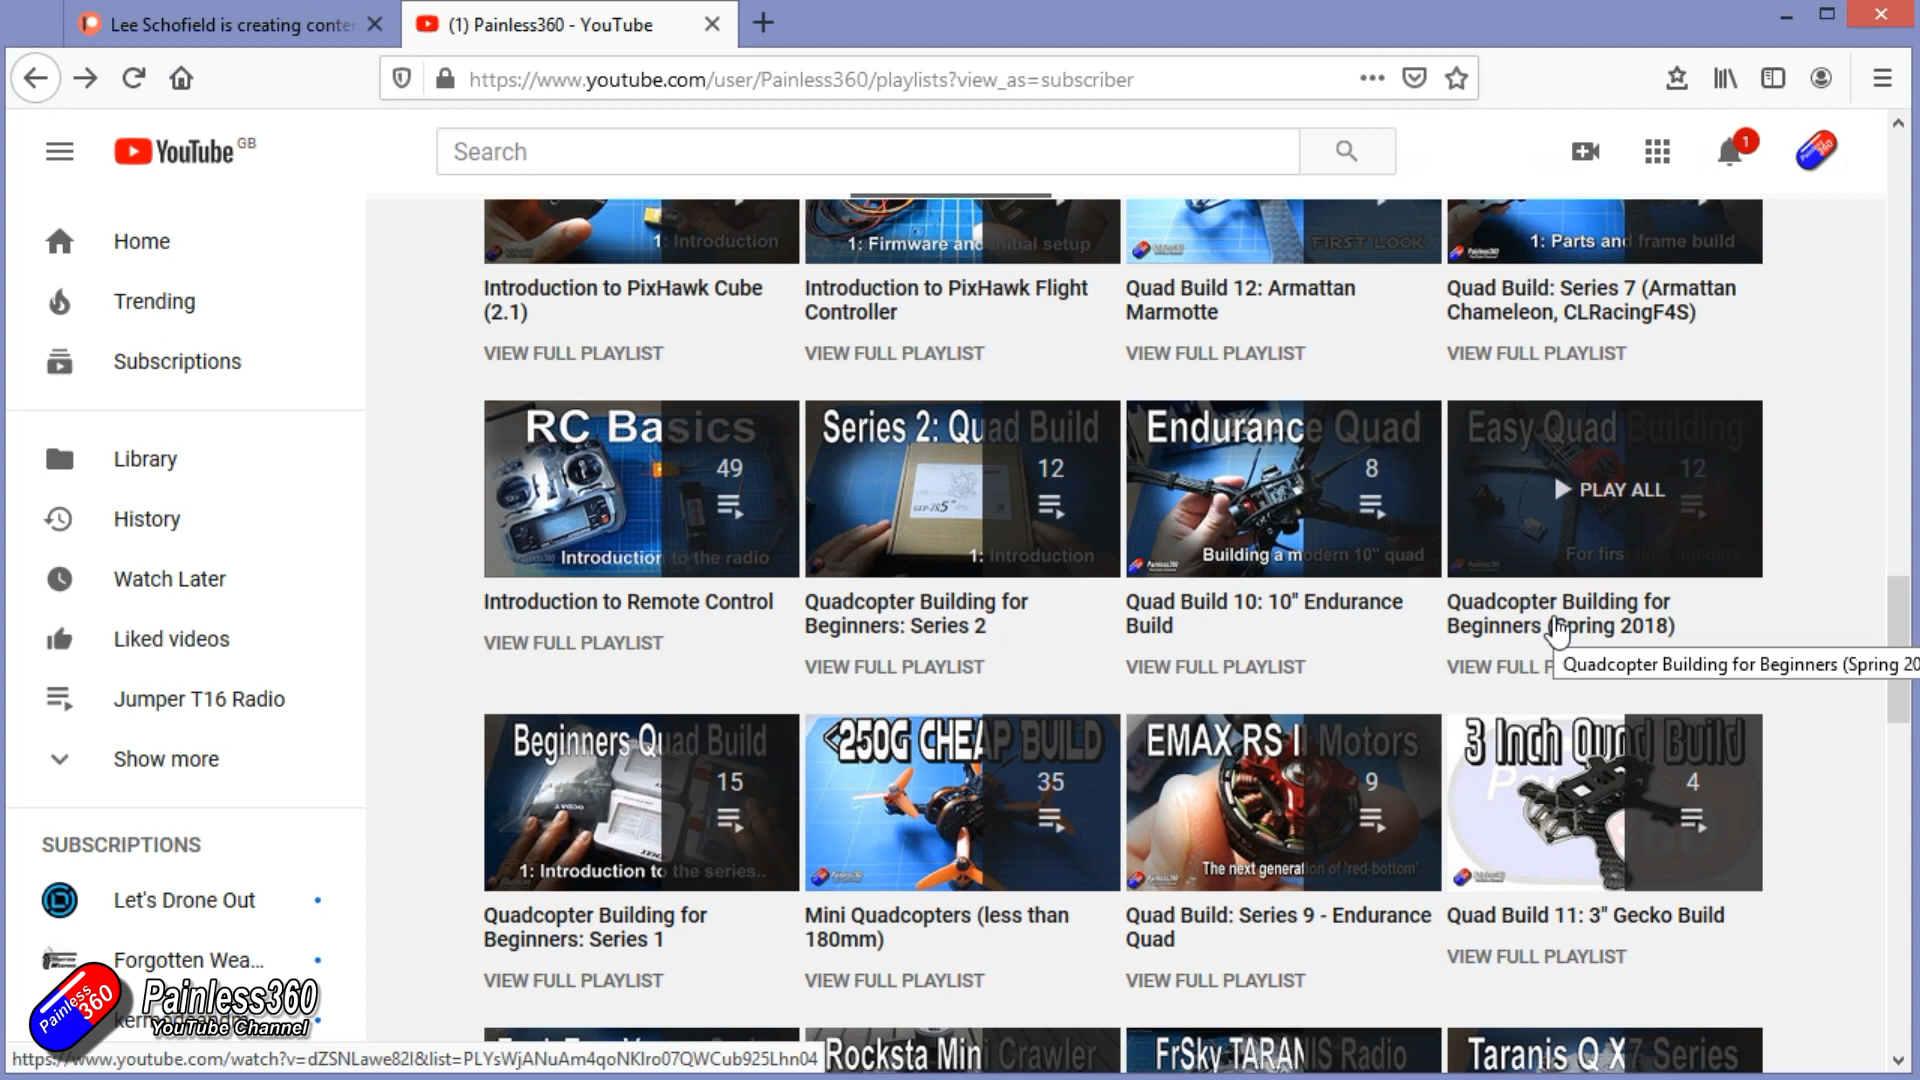 Lee Schofield is creating conter
(1) Painless360 - YouTube
https://www.youtube.com/user/Painless360/playlists?view_as=subscriber
YouTube GB
Search
1
Home
Trending
Subscriptions
Library
History
Watch Later
Liked videos
Jumper T16 Radio
Show more
SUBSCRIPTIONS
Let's Drone Out
Forgotten Wea...
1: Introduction
1: Firmware and initial setup
FIRST LOOK
1: Parts and frame build
Introduction to PixHawk Cube
(2.1)
VIEW FULL PLAYLIST
Introduction to PixHawk Flight
Controller
VIEW FULL PLAYLIST
Quad Build 12: Armattan
Marmotte
VIEW FULL PLAYLIST
Quad Build: Series 7 (Armattan
Chameleon, CLRacingF4S)
VIEW FULL PLAYLIST
RC Basics
49
Introduction to the radio
Introduction to Remote Control
VIEW FULL PLAYLIST
Series 2: Quad Build
12
1: Introduction
Quadcopter Building for
Beginners: Series 2
VIEW FULL PLAYLIST
Endurance Quad
8
Building a modern 10" quad
Quad Build 10: 10" Endurance
Build
VIEW FULL PLAYLIST
Easy Quad Building
12
PLAY ALL
For first time builders
Quadcopter Building for
Beginners (Spring 2018)
VIEW FULL P
Quadcopter Building for Beginners (Spring 20
Beginners Quad Build
15
1: Introduction to the series..
Quadcopter Building for
Beginners: Series 1
VIEW FULL PLAYLIST
<250G CHEAP BUILD
35
Mini Quadcopters (less than
180mm)
VIEW FULL PLAYLIST
EMAX RS II Motors
9
The next generation of 'red-bottom'
Quad Build: Series 9 - Endurance
Quad
VIEW FULL PLAYLIST
3 Inch Quad Build
4
Quad Build 11: 3" Gecko Build
VIEW FULL PLAYLIST
Painless 360
Painless360
YouTube Channel
https://www.youtube.com/watch?v=dZSNLawe82I&list=PLYsWjANuAm4qoNKIro07QWCub925Lhn04
Rocksta Mini Crawler
FrSky TARANIS Radio
Taranis Q X7 Series